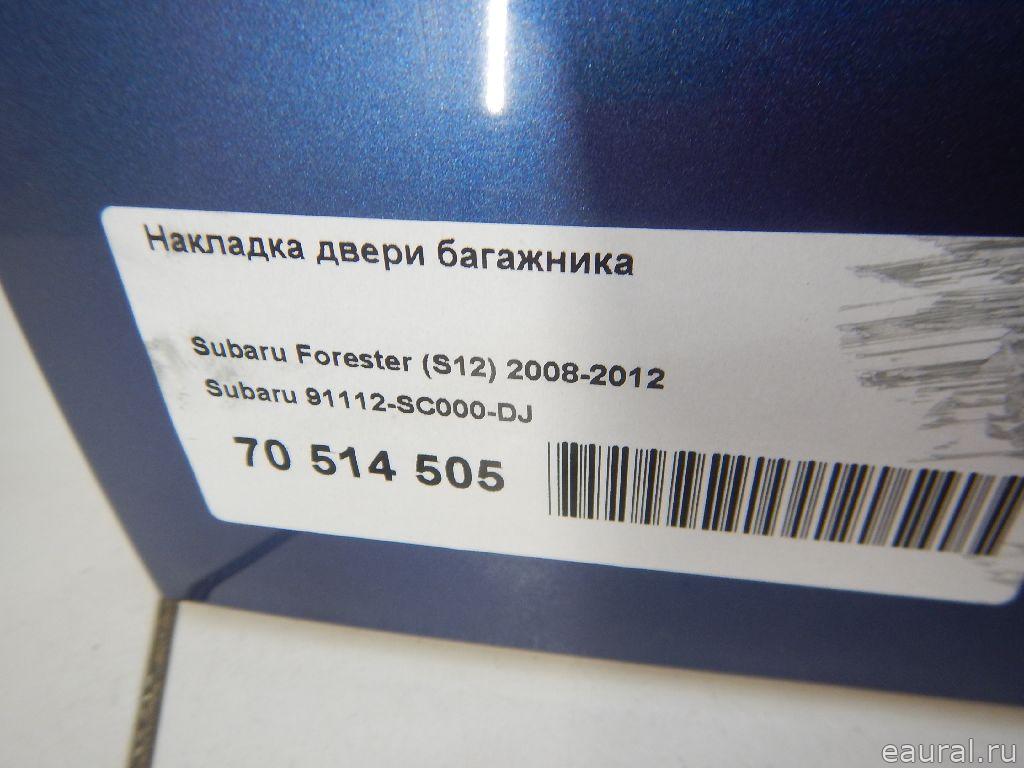 Накладка двери багажника
Subaru Forester (S12) 2008-2012
Subaru 91112-SC000-DJ
70 514 505
eaural.ru